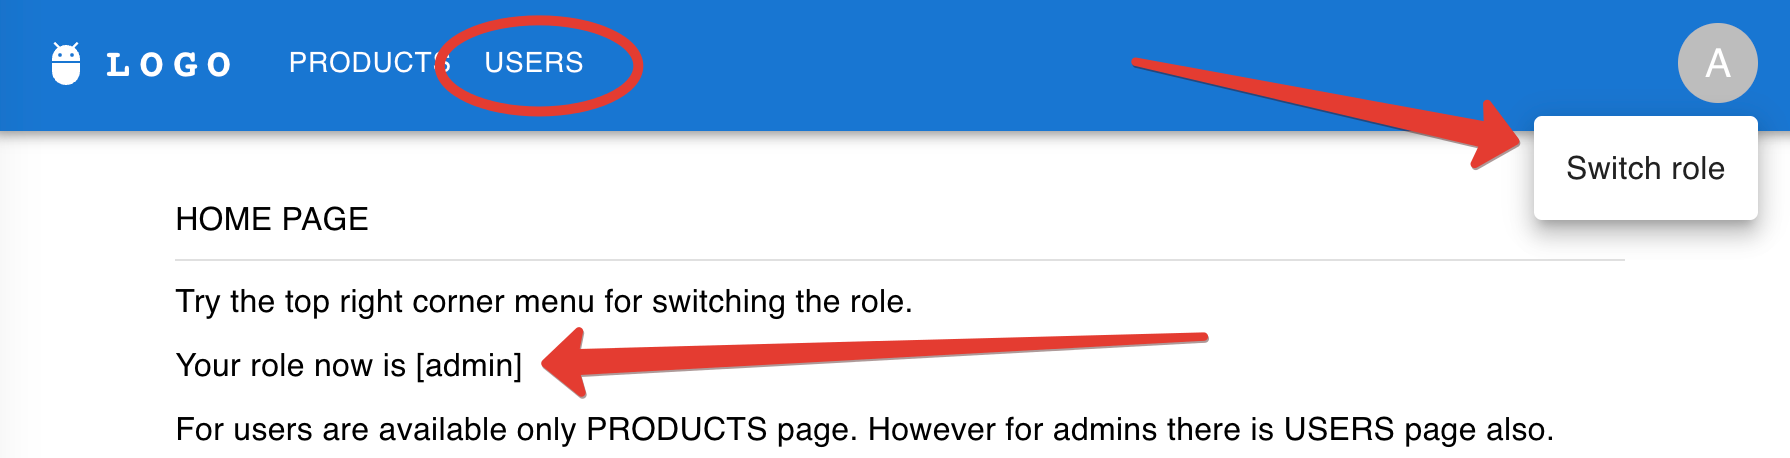 LOGO PRODUCTS USERS A
Switch role
HOME PAGE
Try the top right corner menu for switching the role.
Your role now is [admin]
For users are available only PRODUCTS page. However for admins there is USERS page also.